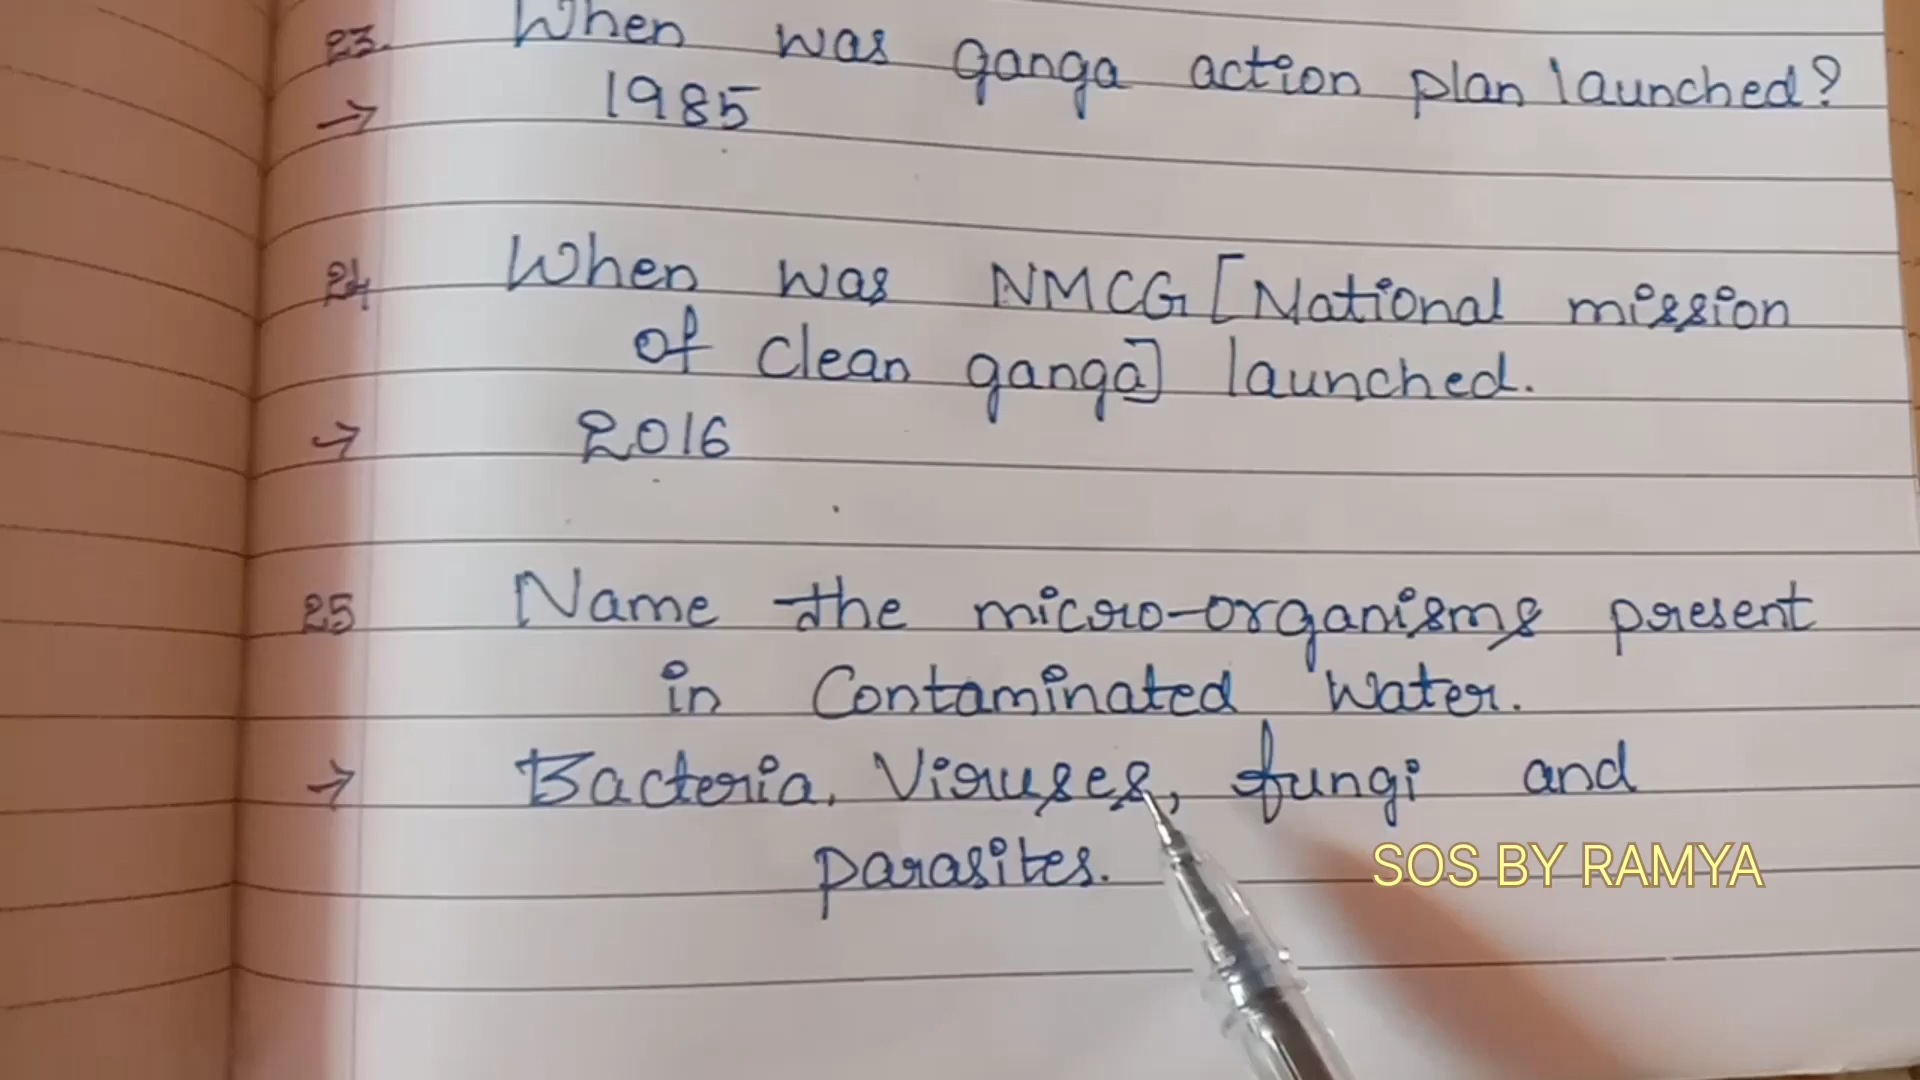 23. When was ganga action plan launched?
→ 1985
24 When was NMCG [National mission
of clean ganga] launched.
→ 2016
25 Name the micro-organisms present
in Contaminated Water.
→ Bacteria, Viruses, fungi and
parasites.
SOS BY RAMYA